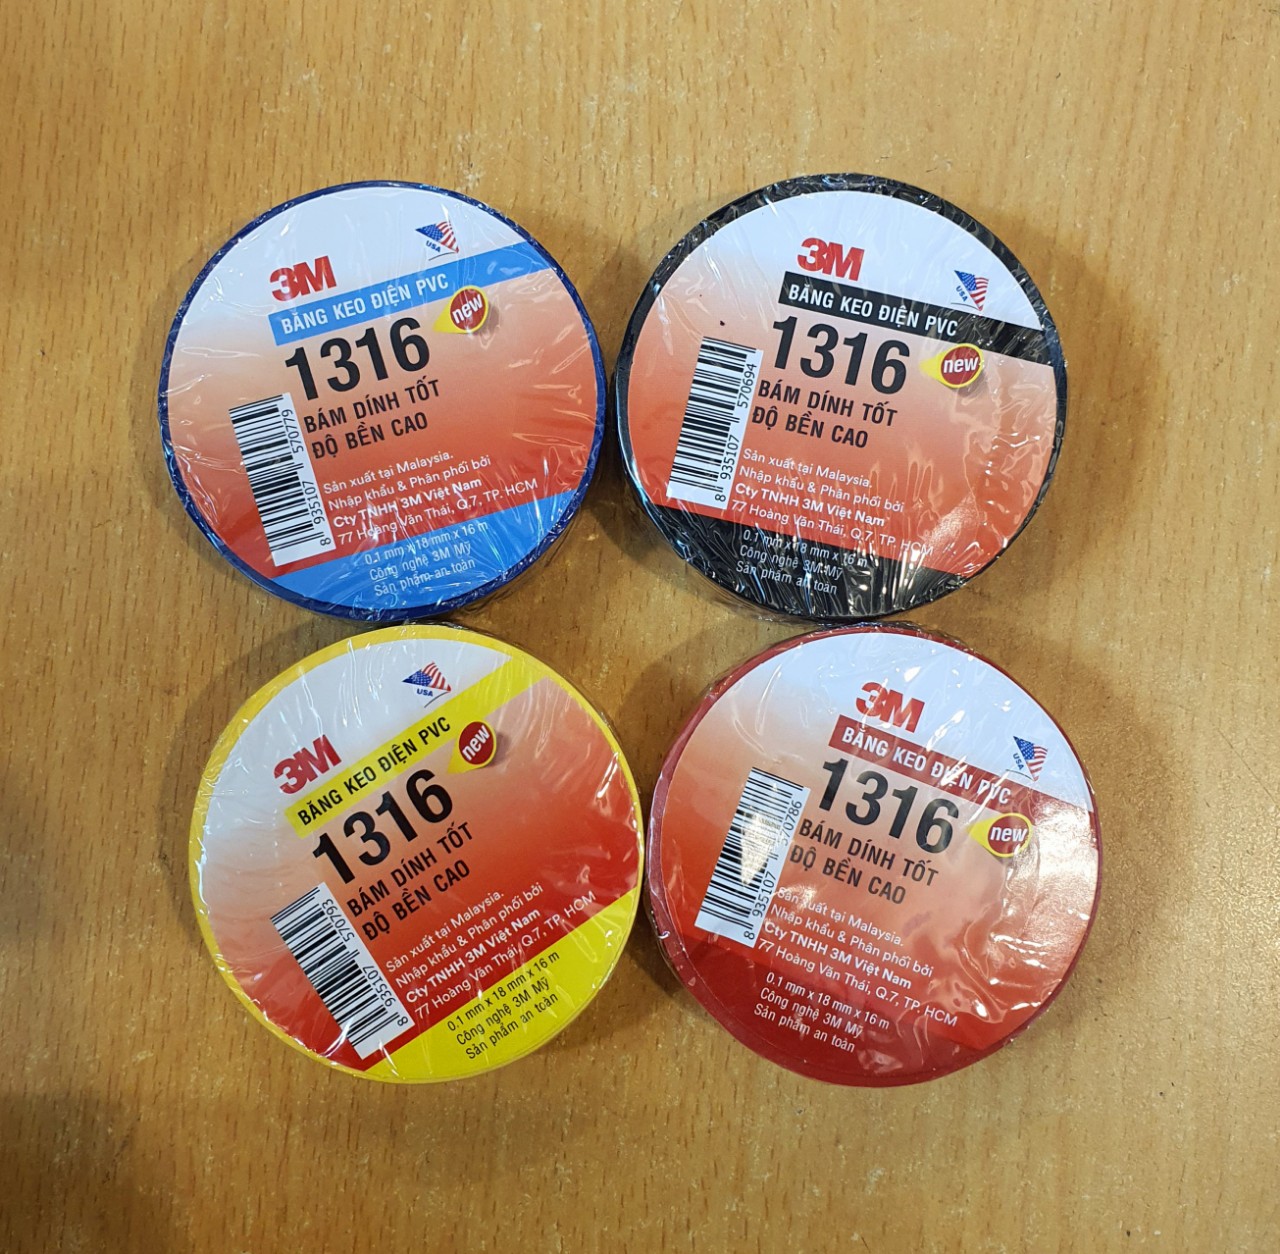 3M
USA
BĂNG KEO ĐIỆN PVC
new
1316
BÁM DÍNH TỐT
ĐỘ BỀN CAO
8 935107 570779
Sản xuất tại Malaysia.
Nhập khẩu & Phân phối bởi
Cty TNHH 3M Việt Nam
77 Hoàng Văn Thái, Q.7, TP. HCM
0.1 mm x 18 mm x 16 m
Công nghệ 3M Mỹ
Sản phẩm an toàn
3M
USA
BĂNG KEO ĐIỆN PVC
1316
new
BÁM DÍNH TỐT
ĐỘ BỀN CAO
8 935107 570694
Sản xuất tại Malaysia.
Nhập khẩu & Phân phối bởi
Cty TNHH 3M Việt Nam
77 Hoàng Văn Thái, Q.7, TP. HCM
0.1 mm x 18 mm x 16 m
Công nghệ 3M Mỹ
Sản phẩm an toàn
3M
USA
BĂNG KEO ĐIỆN PVC
new
1316
BÁM DÍNH TỐT
ĐỘ BỀN CAO
8 935107 570793
Sản xuất tại Malaysia.
Nhập khẩu & Phân phối bởi
Cty TNHH 3M Việt Nam
77 Hoàng Văn Thái, Q.7, TP. HCM
0.1 mm x 18 mm x 16 m
Công nghệ 3M Mỹ
Sản phẩm an toàn
3M
USA
BĂNG KEO ĐIỆN PVC
1316
new
BÁM DÍNH TỐT
ĐỘ BỀN CAO
8 935107 570786
Sản xuất tại Malaysia.
Nhập khẩu & Phân phối bởi
Cty TNHH 3M Việt Nam
77 Hoàng Văn Thái, Q.7, TP. HCM
0.1 mm x 18 mm x 16 m
Công nghệ 3M Mỹ
Sản phẩm an toàn